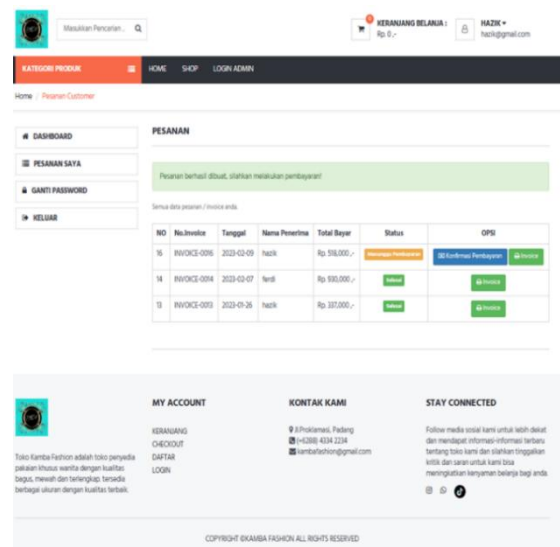 Masukkan Pencarian..
0
KERANJANG BELANJA :
Rp. 0 ,-
HAZIK
hazik@gmail.com
KATEGORI PRODUK
HOME SHOP LOGIN ADMIN
Home / Pesanan Customer
DASHBOARD
PESANAN SAYA
GANTI PASSWORD
KELUAR
PESANAN
Pesanan berhasil dibuat, silahkan melakukan pembayaran!
Semua data pesanan / invoice anda.
NO No.Invoice Tanggal Nama Penerima Total Bayar Status OPSI
16 INVOICE-0016 2023-02-09 hazik Rp. 518,000 ,- Menunggu Pembayaran Konfirmasi Pembayaran Invoice
14 INVOICE-0014 2023-02-07 ferdi Rp. 930,000 ,- Selesai Invoice
13 INVOICE-0013 2023-01-26 hazik Rp. 337,000 ,- Selesai Invoice
Toko Kamba Fashion adalah toko penyedia
pakaian khusus wanita dengan kualitas
bagus, mewah dan terlengkap. tersedia
berbagai ukuran dengan kualitas terbaik.
MY ACCOUNT
KERANJANG
CHECKOUT
DAFTAR
LOGIN
KONTAK KAMI
Jl.Proklamasi, Padang
(+6288) 4334 2234
kambafashion@gmail.com
STAY CONNECTED
Follow media sosial kami untuk lebih dekat
dan mendapat informasi-informasi terbaru
tentang toko kami dan silahkan tinggalkan
kritik dan saran untuk kami bisa
meningkatkan kenyaman belanja bagi anda.
COPYRIGHT ©KAMBA FASHION ALL RIGHTS RESERVED